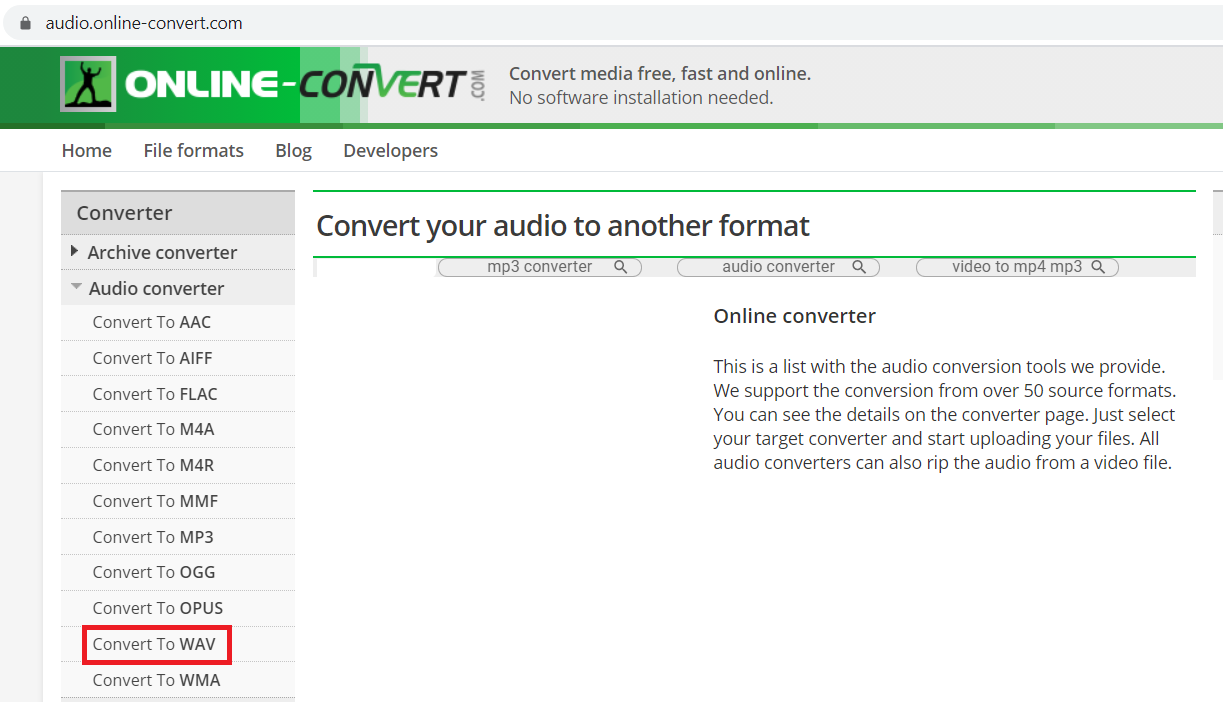 audio.online-convert.com
ONLINE-CONVERT.COM
Convert media free, fast and online.
No software installation needed.
Home File formats Blog Developers
Converter
Archive converter
Audio converter
Convert To AAC
Convert To AIFF
Convert To FLAC
Convert To M4A
Convert To M4R
Convert To MMF
Convert To MP3
Convert To OGG
Convert To OPUS
Convert To WAV
Convert To WMA
Convert your audio to another format
mp3 converter audio converter video to mp4 mp3
Online converter
This is a list with the audio conversion tools we provide.
We support the conversion from over 50 source formats.
You can see the details on the converter page. Just select
your target converter and start uploading your files. All
audio converters can also rip the audio from a video file.